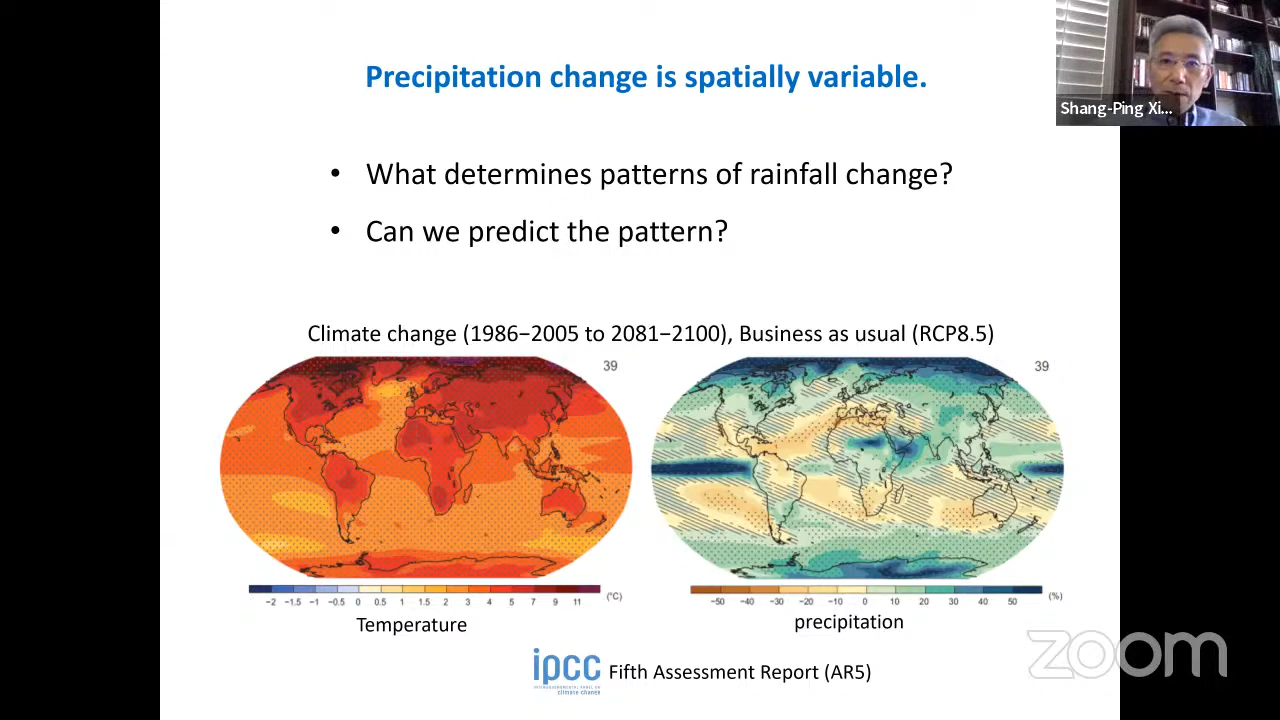 Precipitation change is spatially variable.
Shang-Ping Xi...
• What determines patterns of rainfall change?
• Can we predict the pattern?
Climate change (1986−2005 to 2081−2100), Business as usual (RCP8.5)
39
39
−2 −1.5 −1 −0.5 0 0.5 1 1.5 2 3 4 5 7 9 11 (°C)
−50 −40 −30 −20 −10 0 10 20 30 40 50 (%)
Temperature
precipitation
ipcc
INTERGOVERNMENTAL PANEL ON
climate change
Fifth Assessment Report (AR5)
zoom